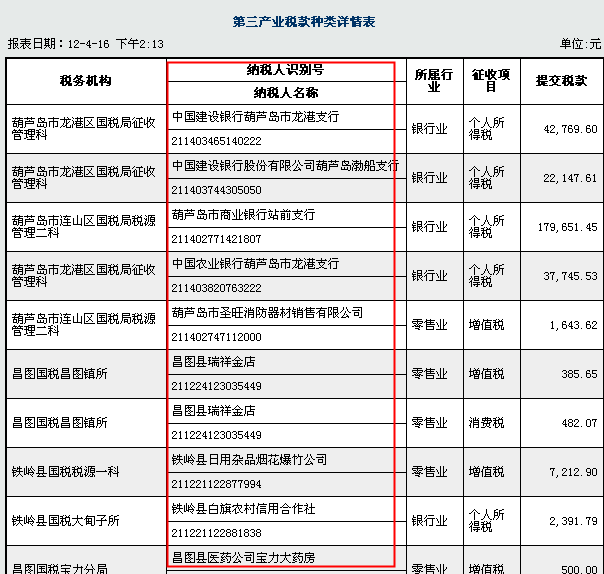 第三产业税款种类详情表
报表日期：12-4-16 下午2:13
单位:元
税务机构
纳税人识别号
纳税人名称
所属行
业
征收项
目
提交税款
葫芦岛市龙港区国税局征收
管理科
中国建设银行葫芦岛市龙港支行
211403465140222
银行业
个人所
得税
42,769.60
葫芦岛市龙港区国税局征收
管理科
中国建设银行股份有限公司葫芦岛渤船支行
211403744305050
银行业
个人所
得税
22,147.61
葫芦岛市连山区国税局税源
管理二科
葫芦岛市商业银行站前支行
211402771421807
银行业
个人所
得税
179,651.45
葫芦岛市龙港区国税局征收
管理科
中国农业银行葫芦岛市龙港支行
211403820763222
银行业
个人所
得税
37,745.53
葫芦岛市连山区国税局税源
管理二科
葫芦岛市圣旺消防器材销售有限公司
211402747112000
零售业
增值税
1,643.62
昌图国税昌图镇所
昌图县瑞祥金店
211224123035449
零售业
增值税
385.65
昌图国税昌图镇所
昌图县瑞祥金店
211224123035449
零售业
消费税
482.07
铁岭县国税税源一科
铁岭县日用杂品烟花爆竹公司
211221122877994
零售业
增值税
7,212.90
铁岭县国税大甸子所
铁岭县白旗农村信用合作社
211221122881838
银行业
个人所
得税
2,391.79
昌图国税宝力分局
昌图县医药公司宝力大药房
零售业
增值税
500.00